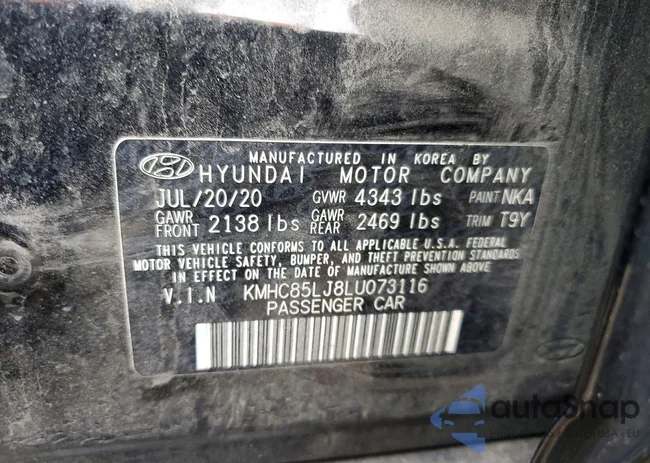 MANUFACTURED IN KOREA BY
HYUNDAI MOTOR COMPANY
JUL/20/20 GVWR 4343 lbs PAINT NKA
GAWR FRONT 2138 lbs GAWR REAR 2469 lbs TRIM T9Y
THIS VEHICLE CONFORMS TO ALL APPLICABLE U.S.A. FEDERAL
MOTOR VEHICLE SAFETY, BUMPER, AND THEFT PREVENTION STANDARDS
IN EFFECT ON THE DATE OF MANUFACTURE SHOWN ABOVE.
V.I.N KMHC85LJ8LU073116
PASSENGER CAR
autoSnap